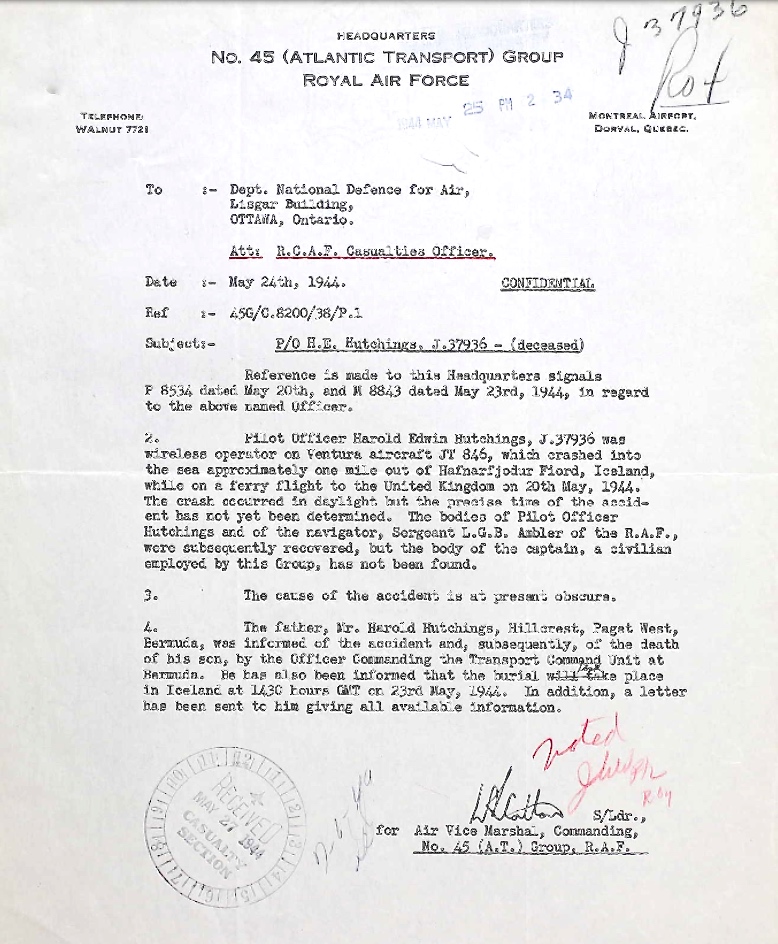 J 37936
HEADQUARTERS
No. 45 (ATLANTIC TRANSPORT) GROUP
ROYAL AIR FORCE
1944 MAY 25 PM 2 34
TELEPHONE:
WALNUT 7721
MONTREAL AIRPORT,
DORVAL, QUEBEC.
To :- Dept. National Defence for Air,
Lisgar Building,
OTTAWA, Ontario.
Att: R.C.A.F. Casualties Officer.
Date :- May 24th, 1944. CONFIDENTIAL
Ref :- 45G/C.8200/38/P.1
Subject:- P/O H.E. Hutchings, J.37936 - (deceased)
Reference is made to this Headquarters signals
P 8534 dated May 20th, and M 8843 dated May 23rd, 1944, in regard
to the above named Officer.
2. Pilot Officer Harold Edwin Hutchings, J.37936 was
wireless operator on Ventura aircraft JT 846, which crashed into
the sea approximately one mile out of Hafnarfjodur Fiord, Iceland,
while on a ferry flight to the United Kingdom on 20th May, 1944.
The crash occurred in daylight but the precise time of the accid-
ent has not yet been determined. The bodies of Pilot Officer
Hutchings and of the navigator, Sergeant L.G.B. Ambler of the R.A.F.,
were subsequently recovered, but the body of the captain, a civilian
employed by this Group, has not been found.
3. The cause of the accident is at present obscure.
4. The father, Mr. Harold Hutchings, Hillcrest, Paget West,
Bermuda, was informed of the accident and, subsequently, of the death
of his son, by the Officer Commanding the Transport Command Unit at
Bermuda. He has also been informed that the burial will take place
in Iceland at 1430 hours GMT on 23rd May, 1944. In addition, a letter
has been sent to him giving all available information.
noted
RECEIVED
MAY 27 1944
CASUALTY
SECTION
S/Ldr.,
for Air Vice Marshal, Commanding,
No. 45 (A.T.) Group, R.A.F.